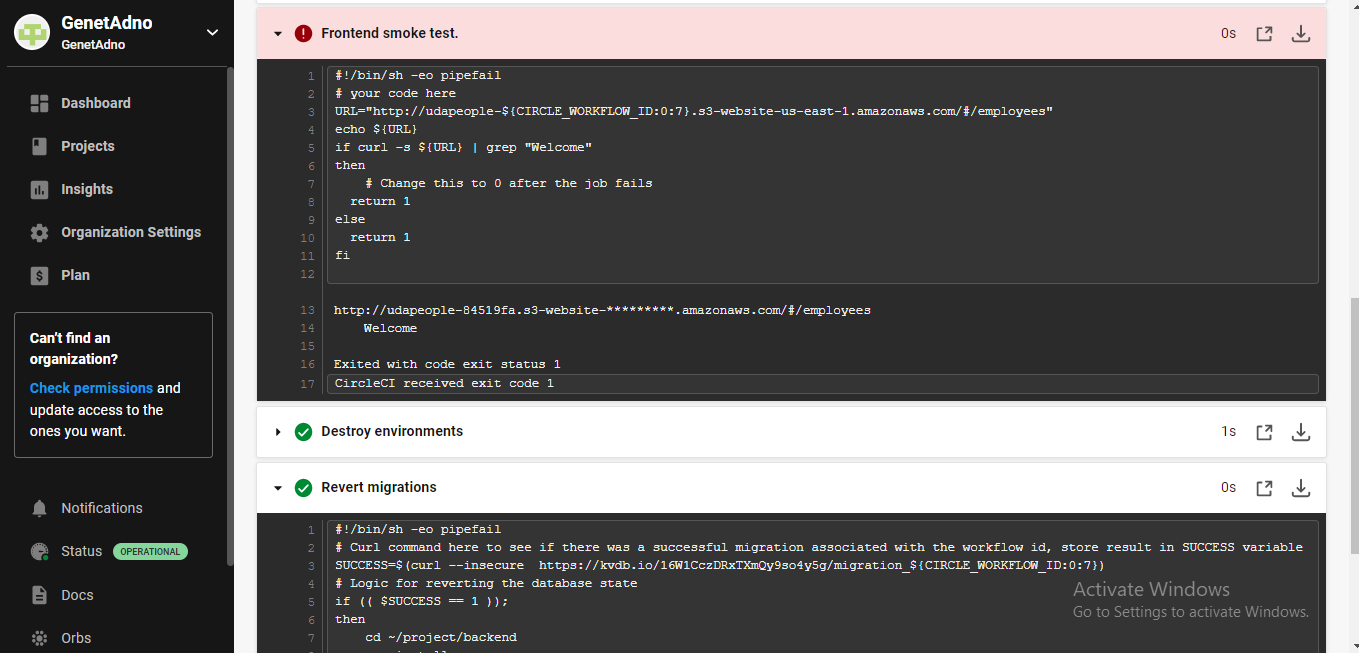 GenetAdno
GenetAdno
Dashboard
Projects
Insights
Organization Settings
Plan
Can't find an
organization?
Check permissions and
update access to the
ones you want.
Notifications
Status OPERATIONAL
Docs
Orbs
Frontend smoke test. 0s
1 #!/bin/sh -eo pipefail
2 # your code here
3 URL="http://udapeople-${CIRCLE_WORKFLOW_ID:0:7}.s3-website-us-east-1.amazonaws.com/#/employees"
4 echo ${URL}
5 if curl -s ${URL} | grep "Welcome"
6 then
7 # Change this to 0 after the job fails
8 return 1
9 else
10 return 1
11 fi
12
13 http://udapeople-84519fa.s3-website-*********.amazonaws.com/#/employees
14 Welcome
15
16 Exited with code exit status 1
17 CircleCI received exit code 1
Destroy environments 1s
Revert migrations 0s
1 #!/bin/sh -eo pipefail
2 # Curl command here to see if there was a successful migration associated with the workflow id, store result in SUCCESS variable
3 SUCCESS=$(curl --insecure https://kvdb.io/16W1CczDRxTXmQy9so4y5g/migration_${CIRCLE_WORKFLOW_ID:0:7})
4 # Logic for reverting the database state
5 if (( $SUCCESS == 1 ));
6 then
7 cd ~/project/backend
Activate Windows
Go to Settings to activate Windows.